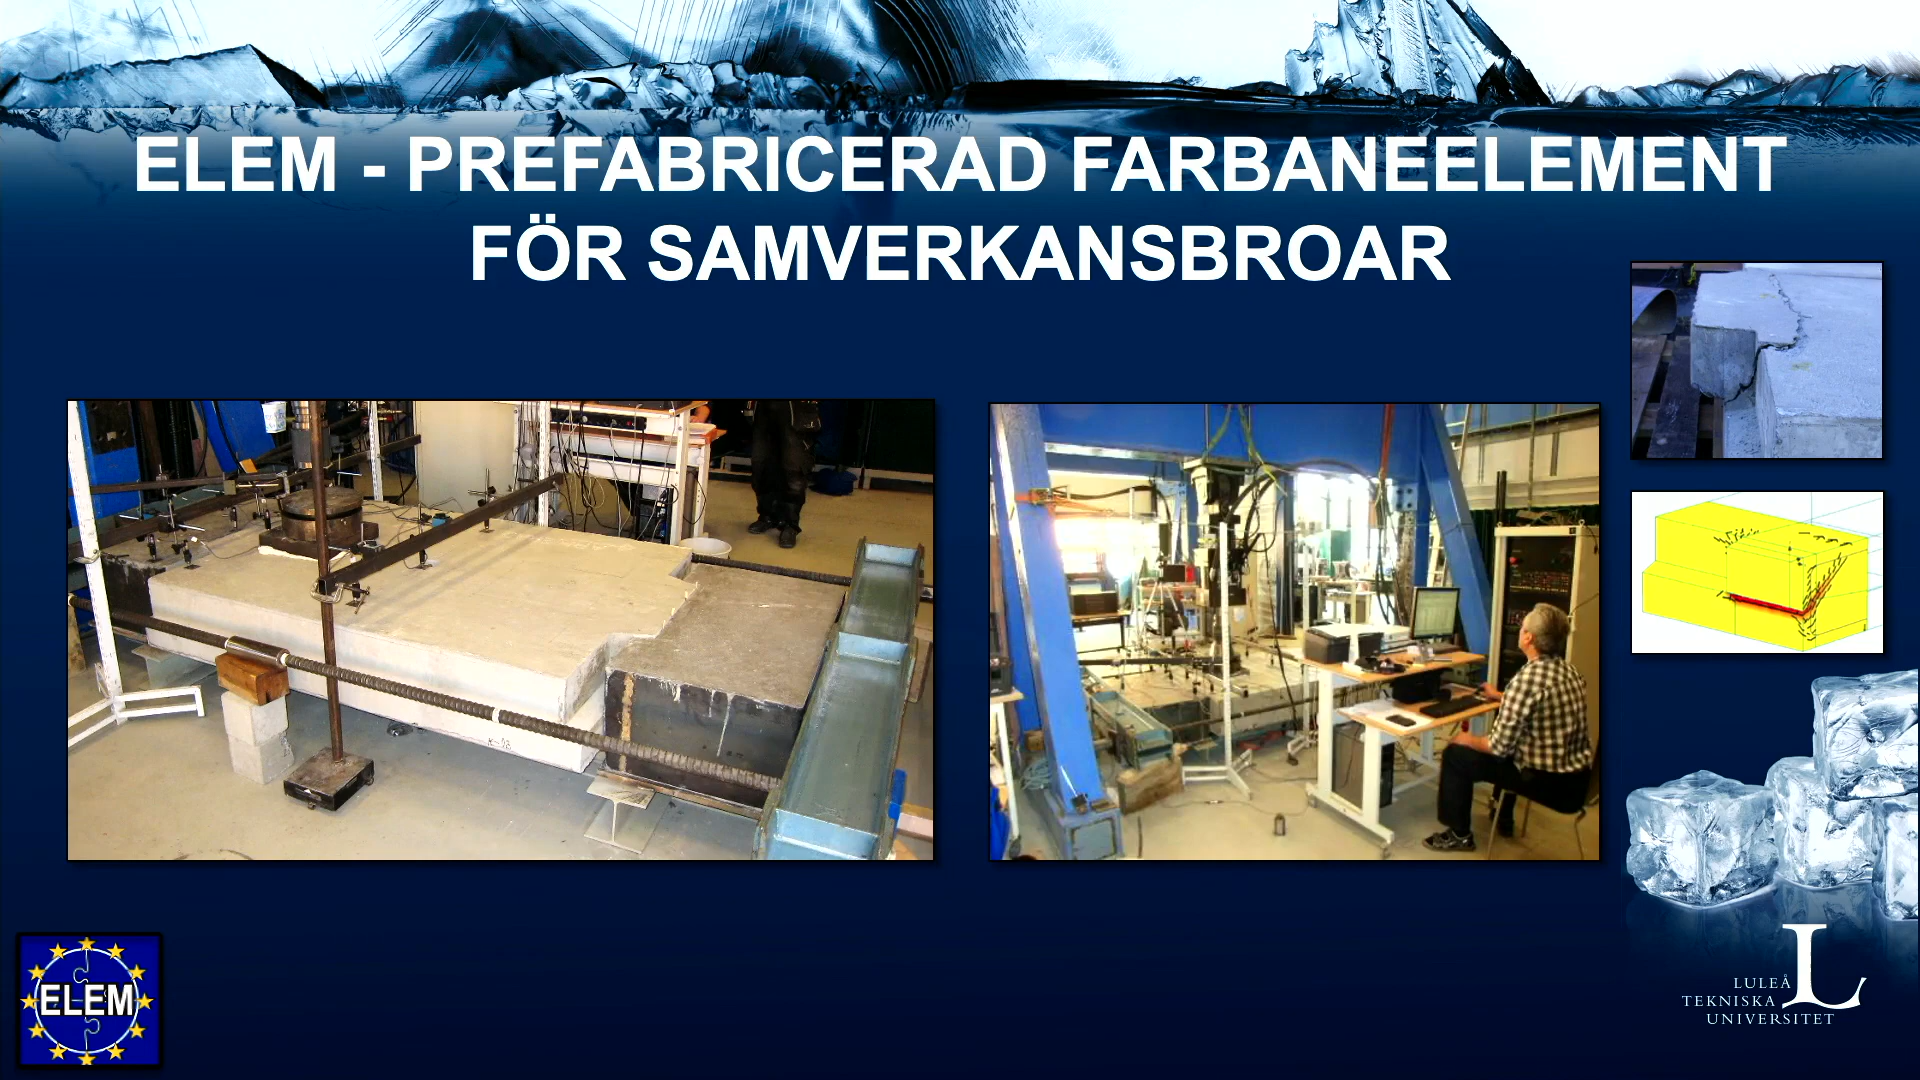 ELEM - PREFABRICERAD FARBANEELEMENT
FÖR SAMVERKANSBROAR
ELEM
LULEÅ
TEKNISKA
UNIVERSITET